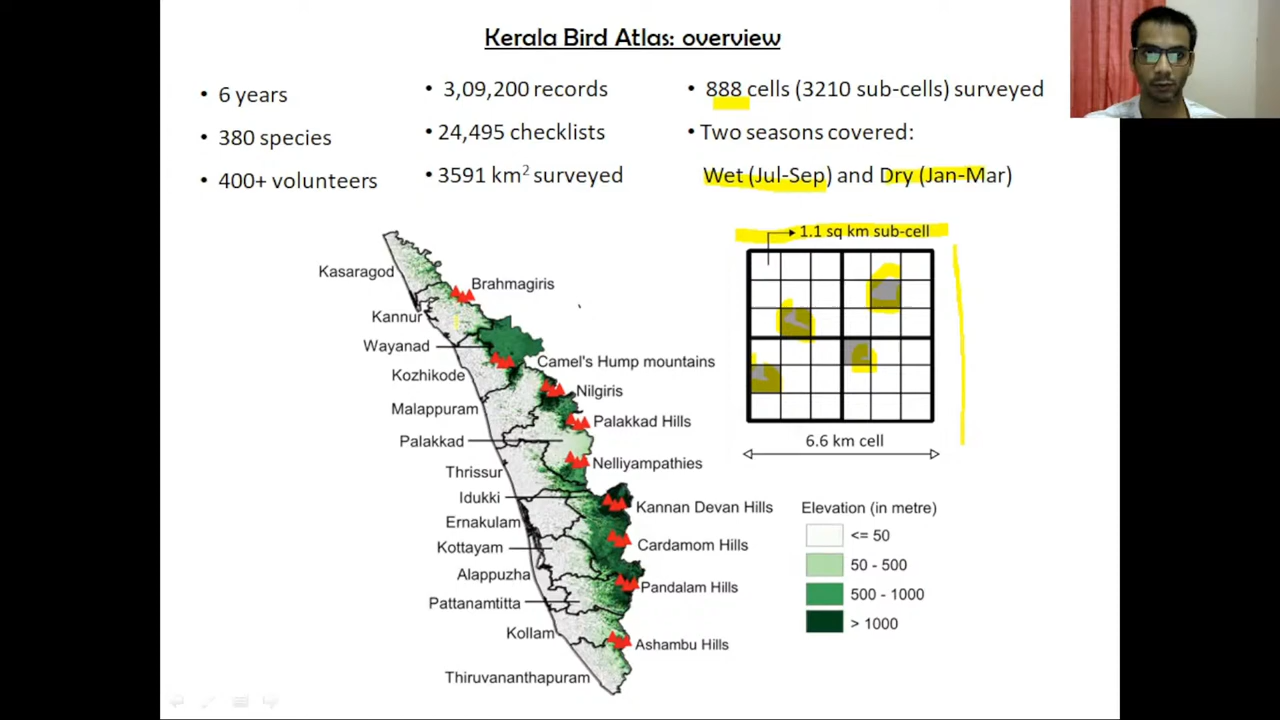 Kerala Bird Atlas: overview
• 6 years
• 380 species
• 400+ volunteers
• 3,09,200 records
• 24,495 checklists
• 3591 km² surveyed
• 888 cells (3210 sub-cells) surveyed
• Two seasons covered:
Wet (Jul-Sep) and Dry (Jan-Mar)
Kasaragod
Kannur
Wayanad
Kozhikode
Malappuram
Palakkad
Thrissur
Idukki
Ernakulam
Kottayam
Alappuzha
Pattanamtitta
Kollam
Thiruvananthapuram
Brahmagiris
Camel's Hump mountains
Nilgiris
Palakkad Hills
Nelliyampathies
Kannan Devan Hills
Cardamom Hills
Pandalam Hills
Ashambu Hills
1.1 sq km sub-cell
6.6 km cell
Elevation (in metre)
<= 50
50 - 500
500 - 1000
> 1000